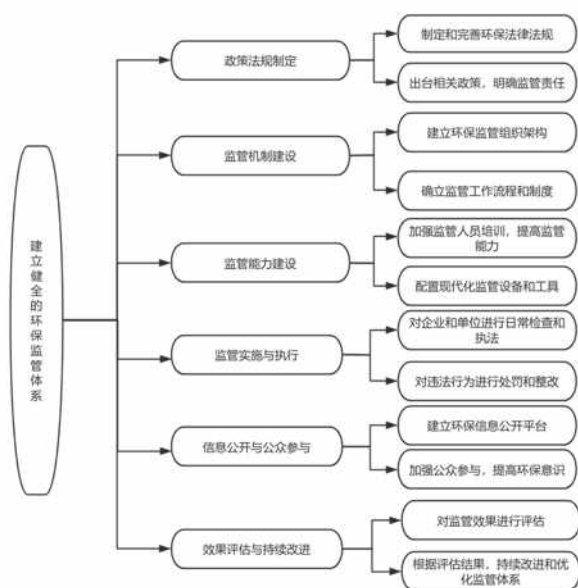 建立健全的环保监管体系
政策法规制定
制定和完善环保法律法规
出台相关政策，明确监管责任
监管机制建设
建立环保监管组织架构
确立监管工作流程和制度
监管能力建设
加强监管人员培训，提高监管
能力
配置现代化监管设备和工具
监管实施与执行
对企业和单位进行日常检查和
执法
对违法行为进行处罚和整改
信息公开与公众参与
建立环保信息公开平台
加强公众参与，提高环保意识
效果评估与持续改进
对监管效果进行评估
根据评估结果，持续改进和优
化监管体系